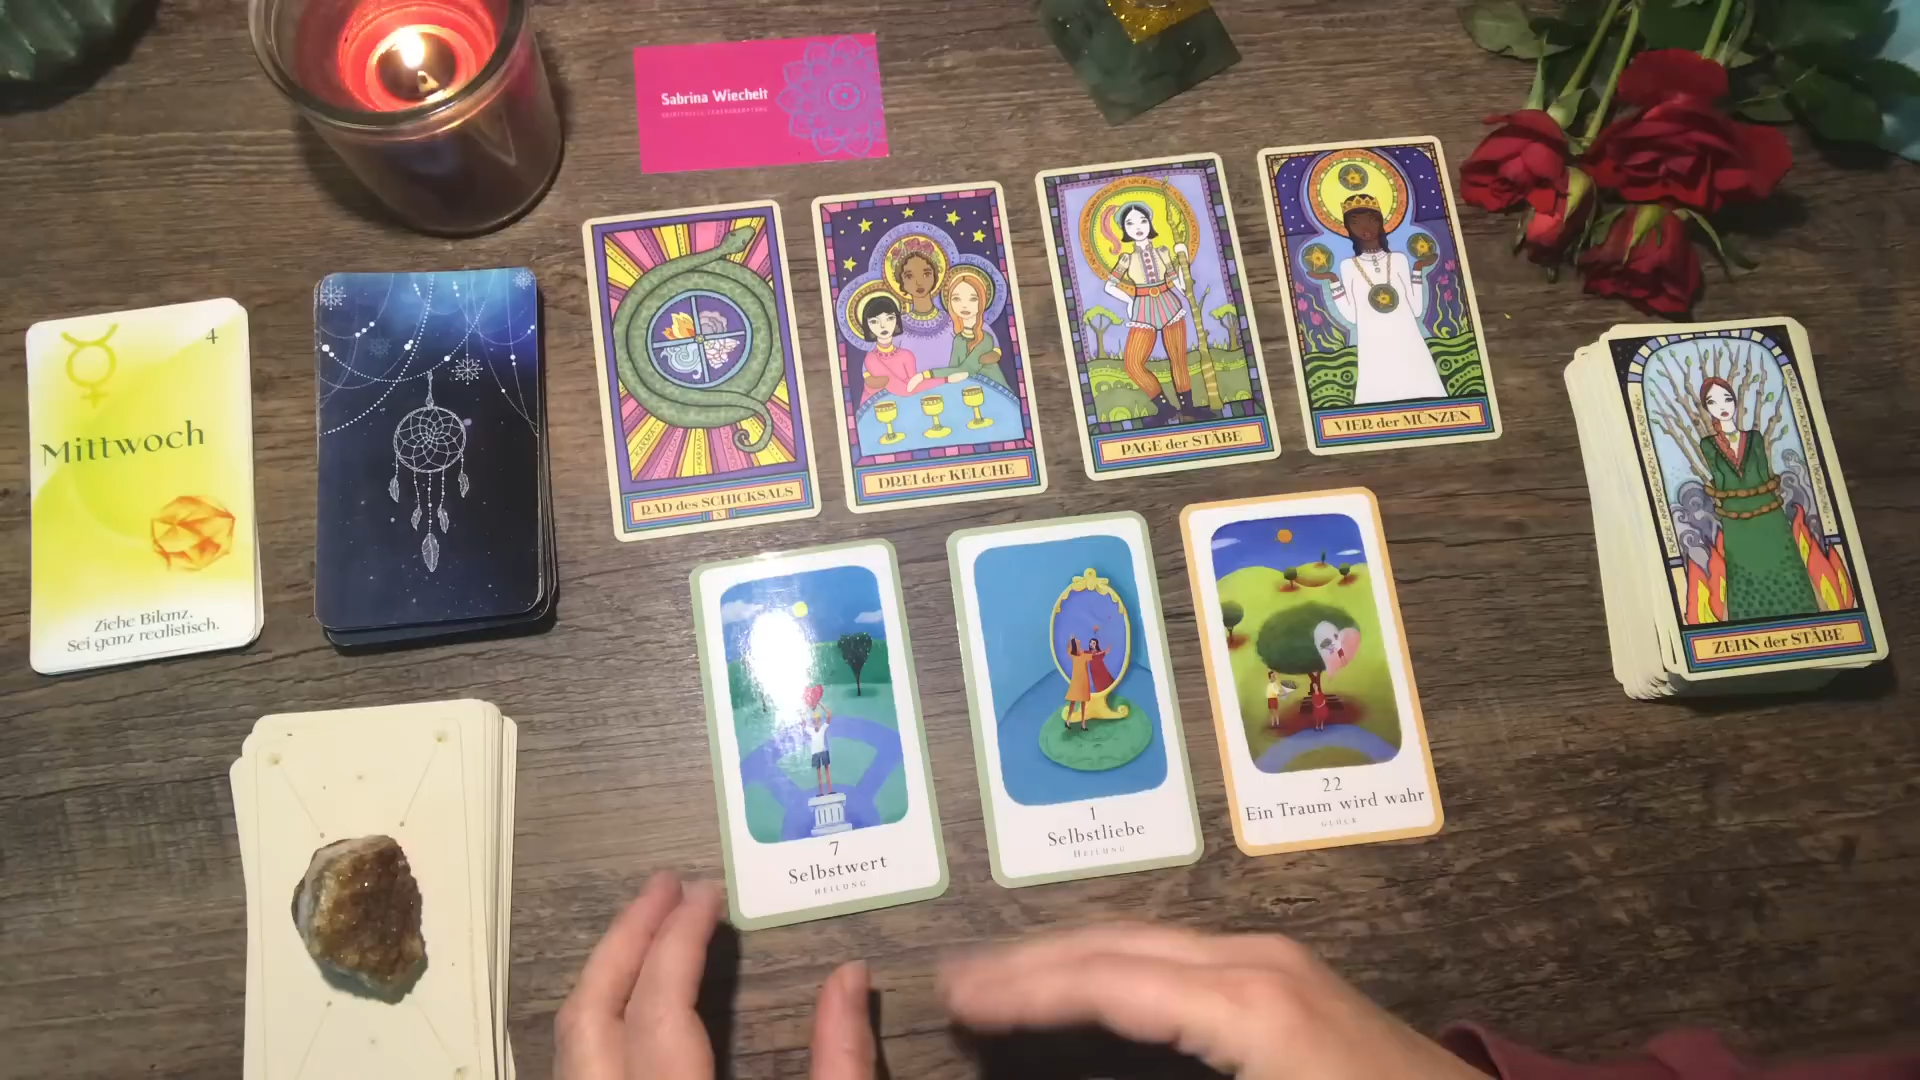 Sabrina Wiechelt
4
Mittwoch
Ziehe Bilanz.
Sei ganz realistisch.
RAD des SCHICKSALS
X
DREI der KELCHE
PAGE der STÄBE
VIER der MÜNZEN
ZEHN der STÄBE
7
Selbstwert
HEILUNG
1
Selbstliebe
HEILUNG
22
Ein Traum wird wahr
GLÜCK